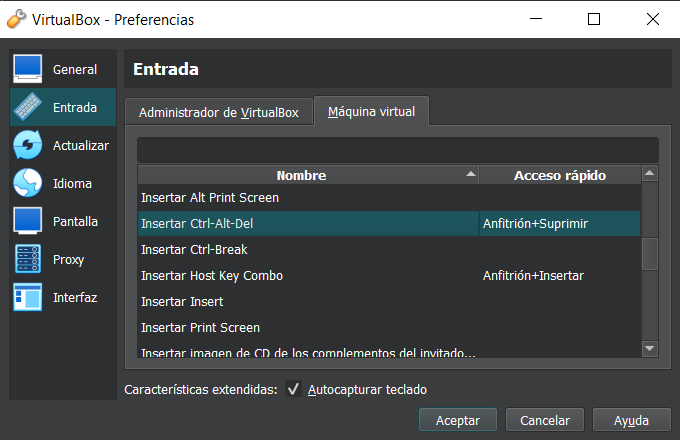 VirtualBox - Preferencias
General
Entrada
Actualizar
Idioma
Pantalla
Proxy
Interfaz
Entrada
Administrador de VirtualBox
Máquina virtual
Nombre Acceso rápido
Insertar Alt Print Screen
Insertar Ctrl-Alt-Del Anfitrión+Suprimir
Insertar Ctrl-Break
Insertar Host Key Combo Anfitrión+Insertar
Insertar Insert
Insertar Print Screen
Insertar imagen de CD de los complementos del invitado...
Características extendidas: Autocapturar teclado
Aceptar Cancelar Ayuda